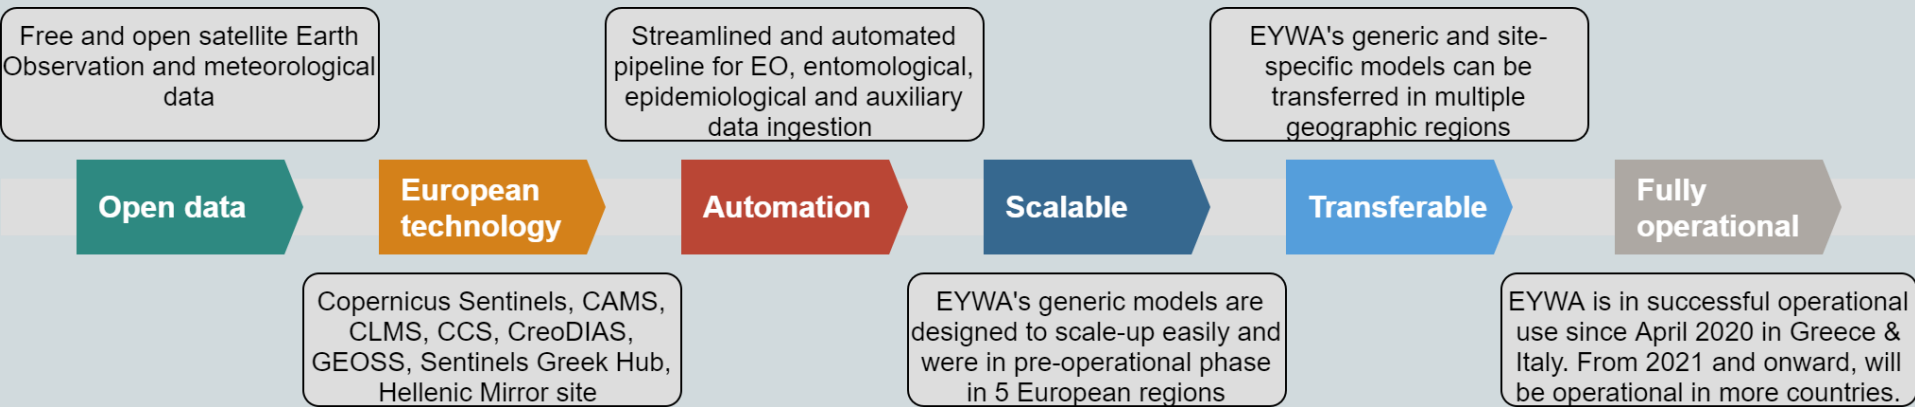 Free and open satellite Earth
Observation and meteorological
data
Streamlined and automated
pipeline for EO, entomological,
epidemiological and auxiliary
data ingestion
EYWA's generic and site-
specific models can be
transferred in multiple
geographic regions
Open data
European
technology
Automation
Scalable
Transferable
Fully
operational
Copernicus Sentinels, CAMS,
CLMS, CCS, CreoDIAS,
GEOSS, Sentinels Greek Hub,
Hellenic Mirror site
EYWA's generic models are
designed to scale-up easily and
were in pre-operational phase
in 5 European regions
EYWA is in successful operational
use since April 2020 in Greece &
Italy. From 2021 and onward, will
be operational in more countries.